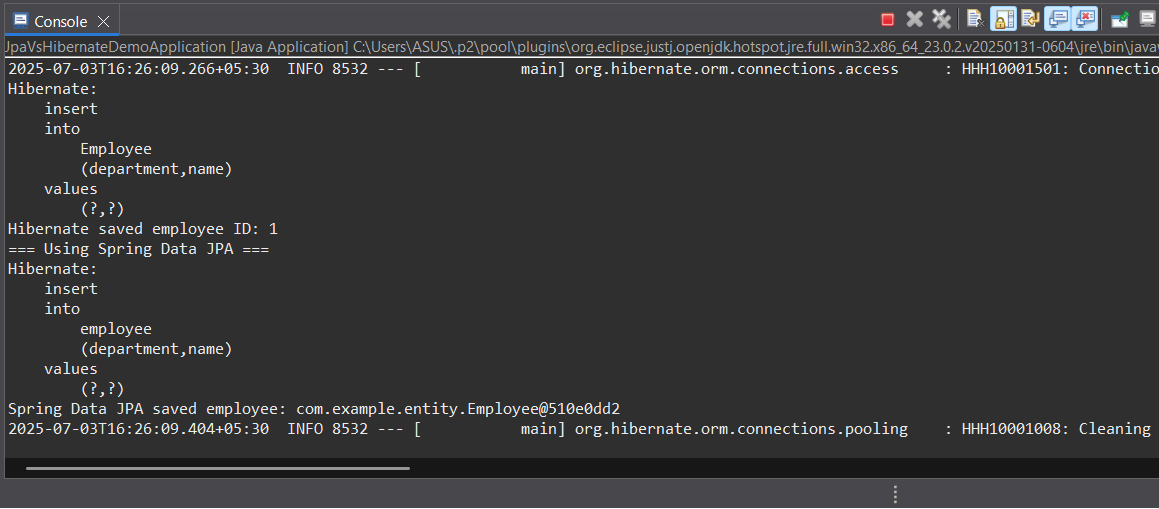 Console
JpaVsHibernateDemoApplication [Java Application] C:\Users\ASUS\.p2\pool\plugins\org.eclipse.justj.openjdk.hotspot.jre.full.win32.x86_64_23.0.2.v20250131-0604\jre\bin\javaw
2025-07-03T16:26:09.266+05:30  INFO 8532 --- [           main] org.hibernate.orm.connections.access     : HHH10001501: Connectio
Hibernate:
    insert
    into
        Employee
        (department,name)
    values
        (?,?)
Hibernate saved employee ID: 1
=== Using Spring Data JPA ===
Hibernate:
    insert
    into
        employee
        (department,name)
    values
        (?,?)
Spring Data JPA saved employee: com.example.entity.Employee@510e0dd2
2025-07-03T16:26:09.404+05:30  INFO 8532 --- [           main] org.hibernate.orm.connections.pooling    : HHH10001008: Cleaning